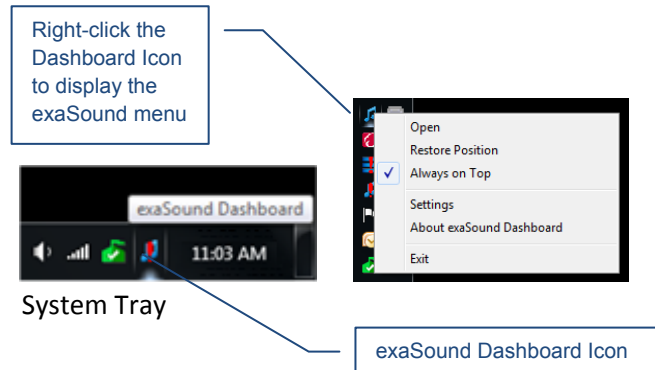 Right-click the
Dashboard Icon
to display the
exaSound menu
Open
Restore Position
Always on Top
Settings
About exaSound Dashboard
Exit
exaSound Dashboard
11:03 AM
System Tray
exaSound Dashboard Icon